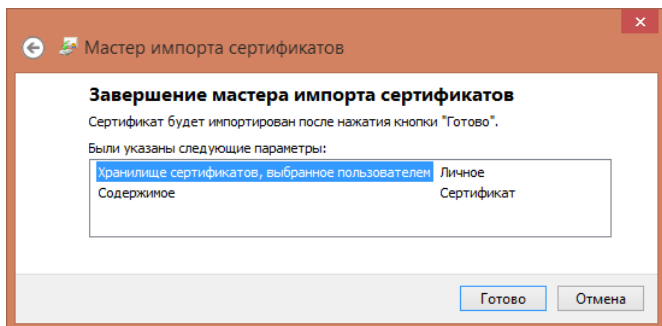 Мастер импорта сертификатов
Завершение мастера импорта сертификатов
Сертификат будет импортирован после нажатия кнопки "Готово".
Были указаны следующие параметры:
Хранилище сертификатов, выбранное пользователем Личное
Содержимое Сертификат
Готово Отмена